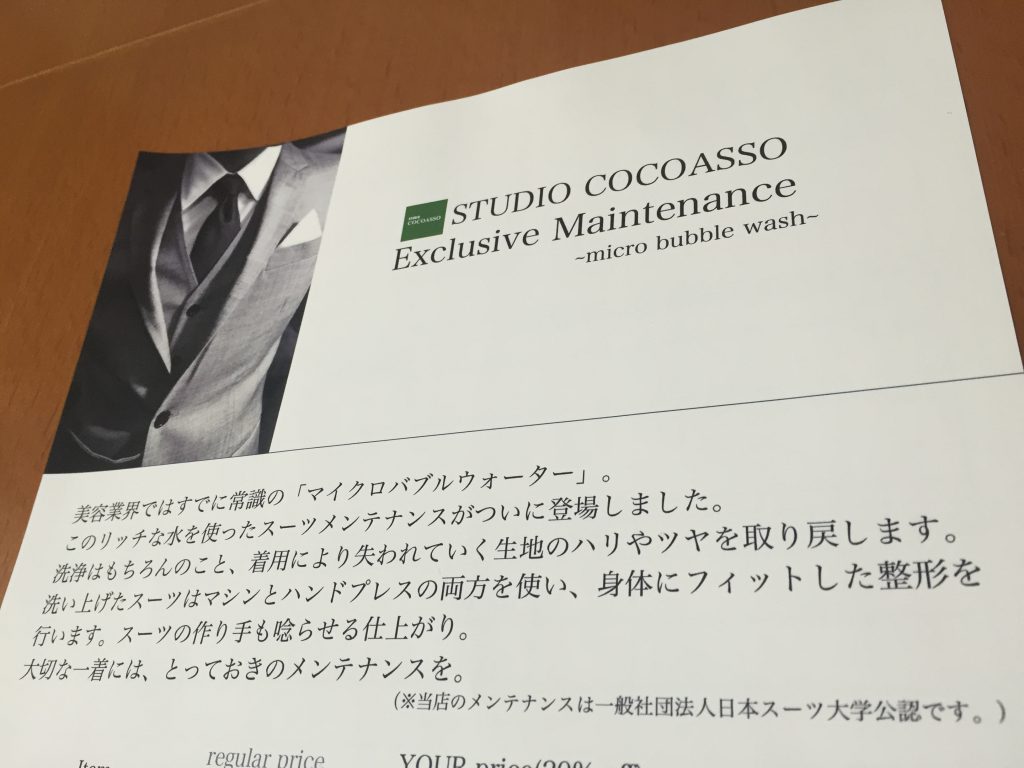 STUDIO COCOASSO
COCOASSO
Exclusive Maintenance
~micro bubble wash~
美容業界ではすでに常識の「マイクロバブルウォーター」。
このリッチな水を使ったスーツメンテナンスがついに登場しました。
洗浄はもちろんのこと、着用により失われていく生地のハリやツヤを取り戻します。
洗い上げたスーツはマシンとハンドプレスの両方を使い、身体にフィットした整形を
行います。スーツの作り手も唸らせる仕上がり。
大切な一着には、とっておきのメンテナンスを。
(※当店のメンテナンスは一般社団法人日本スーツ大学公認です。)
Item
regular price
YOUR price(20%